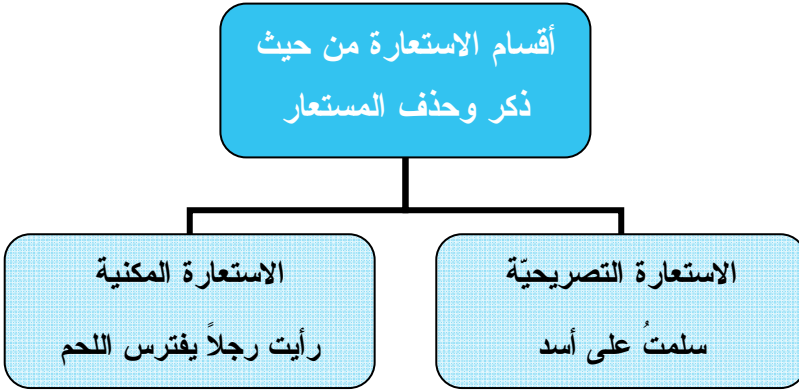 أقسام الاستعارة من حيث
ذكر وحذف المستعار
الاستعارة التصريحيّة
سلمتُ على أسد
الاستعارة المكنية
رأيت رجلاً يفترس اللحم